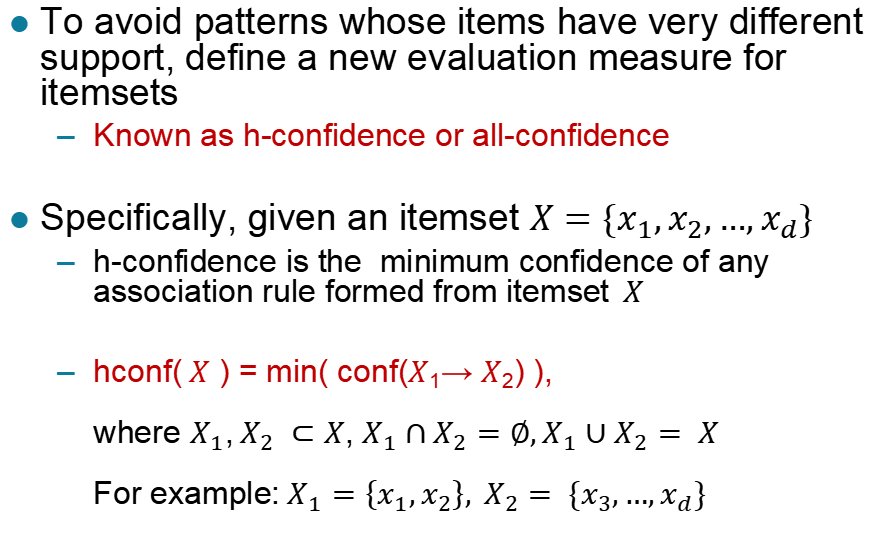 • To avoid patterns whose items have very different
support, define a new evaluation measure for
itemsets
– Known as h-confidence or all-confidence
• Specifically, given an itemset 𝑋 = {𝑥₁, 𝑥₂, …, 𝑥_d}
– h-confidence is the minimum confidence of any
association rule formed from itemset 𝑋
– hconf( 𝑋 ) = min( conf(𝑋₁→ 𝑋₂) ),
where 𝑋₁, 𝑋₂ ⊂ 𝑋, 𝑋₁ ∩ 𝑋₂ = ∅, 𝑋₁ ∪ 𝑋₂ = 𝑋
For example: 𝑋₁ = {𝑥₁, 𝑥₂}, 𝑋₂ = {𝑥₃, …, 𝑥_d}